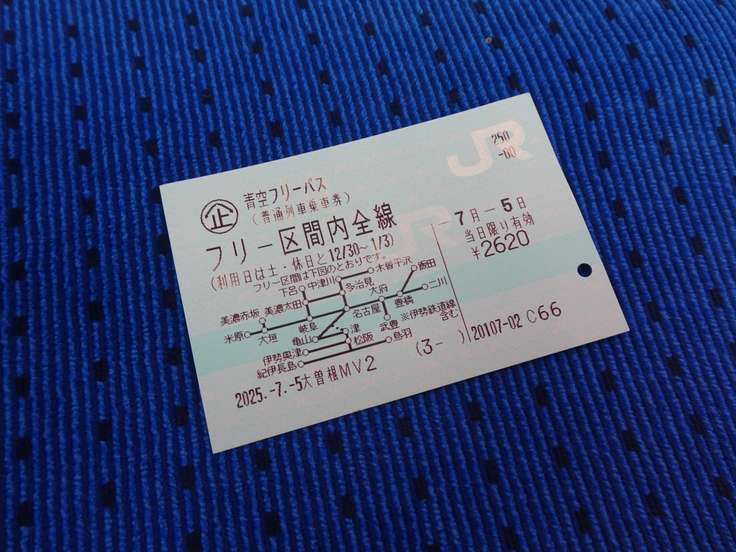 JR
250
-00
青空フリーパス
(普通列車乗車券)
企
フリー区間内全線
7月-5日
当日限り有効
¥2620
(利用日は土・休日と12/30~1/3)
フリー区間は下図のとおりです。
下呂
中津川
木曽平沢
飯田
美濃赤坂
美濃太田
多治見
大府
二川
米原
大垣
岐阜
名古屋
豊橋
亀山
津
武豊
※伊勢鉄道線
含む
伊勢奥津
松阪
鳥羽
紀伊長島
2025.-7.-5大曽根MV2
(3- )
20107-02
C66